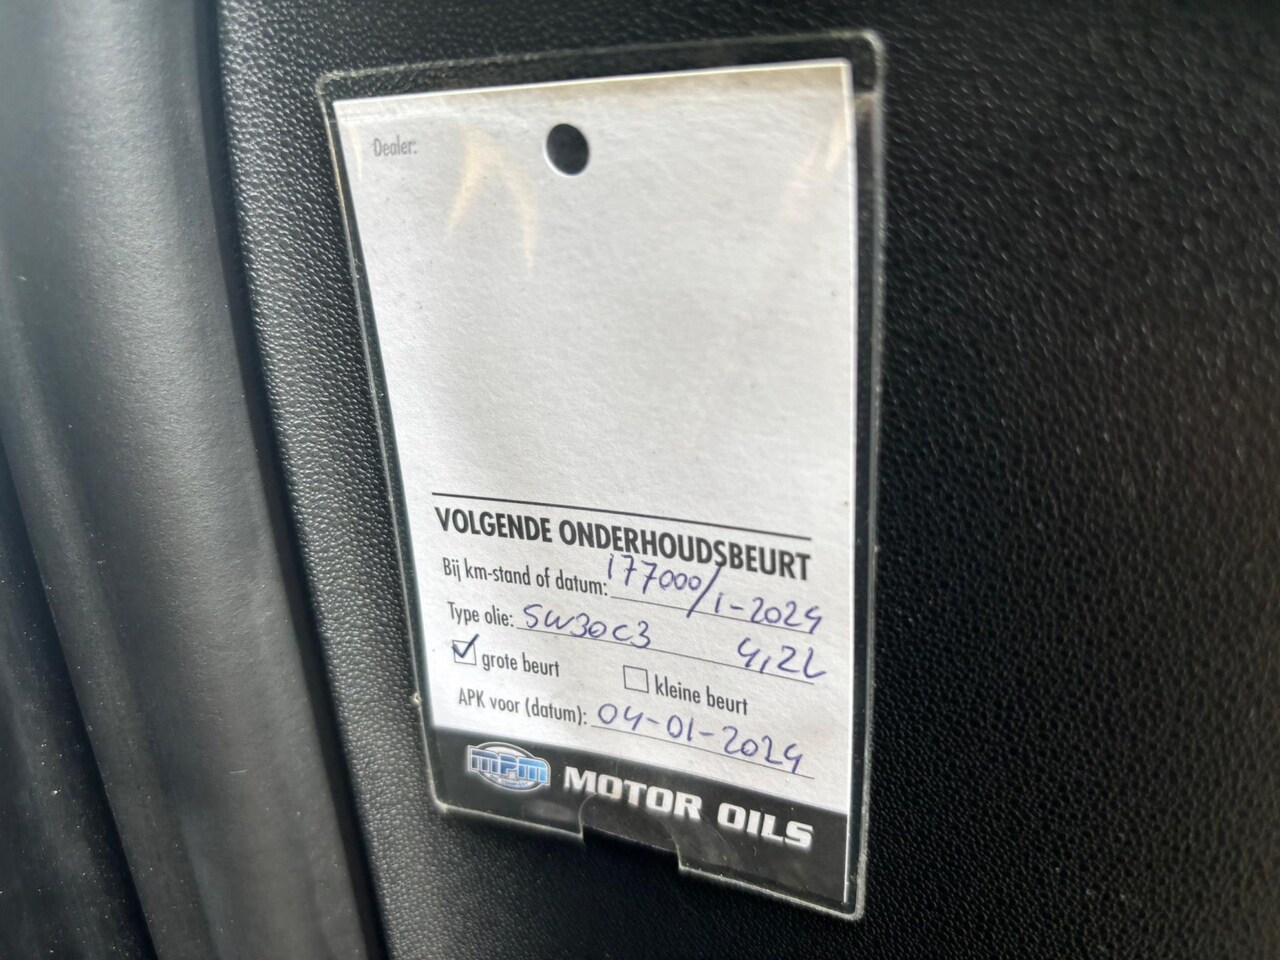 Dealer:
VOLGENDE ONDERHOUDSBEURT
Bij km-stand of datum: 177000/1-2024
Type olie: 5W30C3 4,2L
grote beurt kleine beurt
APK voor (datum): 04-01-2024
MPM MOTOR OILS